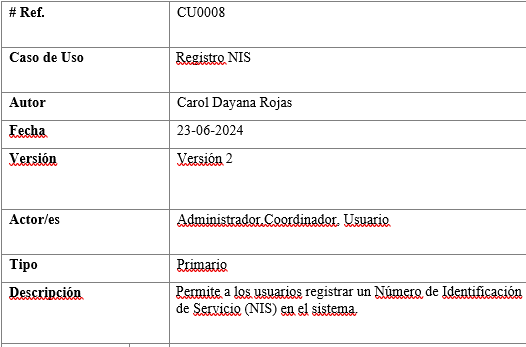 # Ref. CU0008
Caso de Uso Registro NIS
Autor Carol Dayana Rojas
Fecha 23-06-2024
Versión Versión 2
Actor/es Administrador,Coordinador, Usuario
Tipo Primario
Descripción Permite a los usuarios registrar un Número de Identificación
de Servicio (NIS) en el sistema.